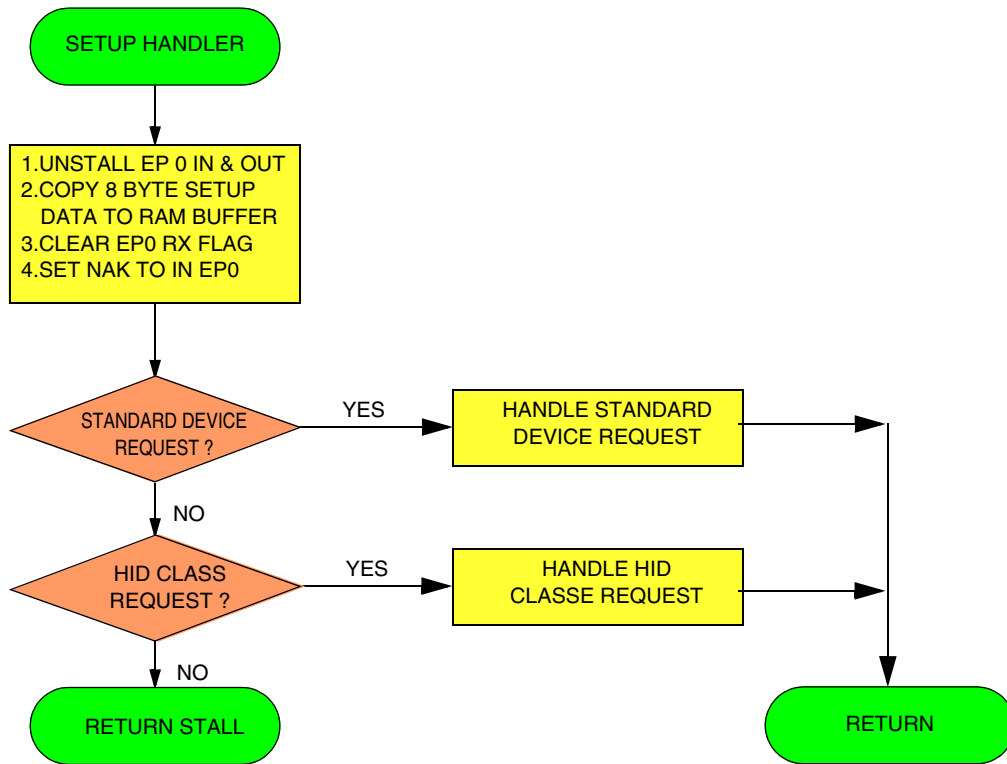 SETUP HANDLER
1.UNSTALL EP 0 IN & OUT
2.COPY 8 BYTE SETUP
DATA TO RAM BUFFER
3.CLEAR EP0 RX FLAG
4.SET NAK TO IN EP0
STANDARD DEVICE
REQUEST ?
YES
HANDLE STANDARD
DEVICE REQUEST
NO
HID CLASS
REQUEST ?
YES
HANDLE HID
CLASSE REQUEST
NO
RETURN STALL
RETURN